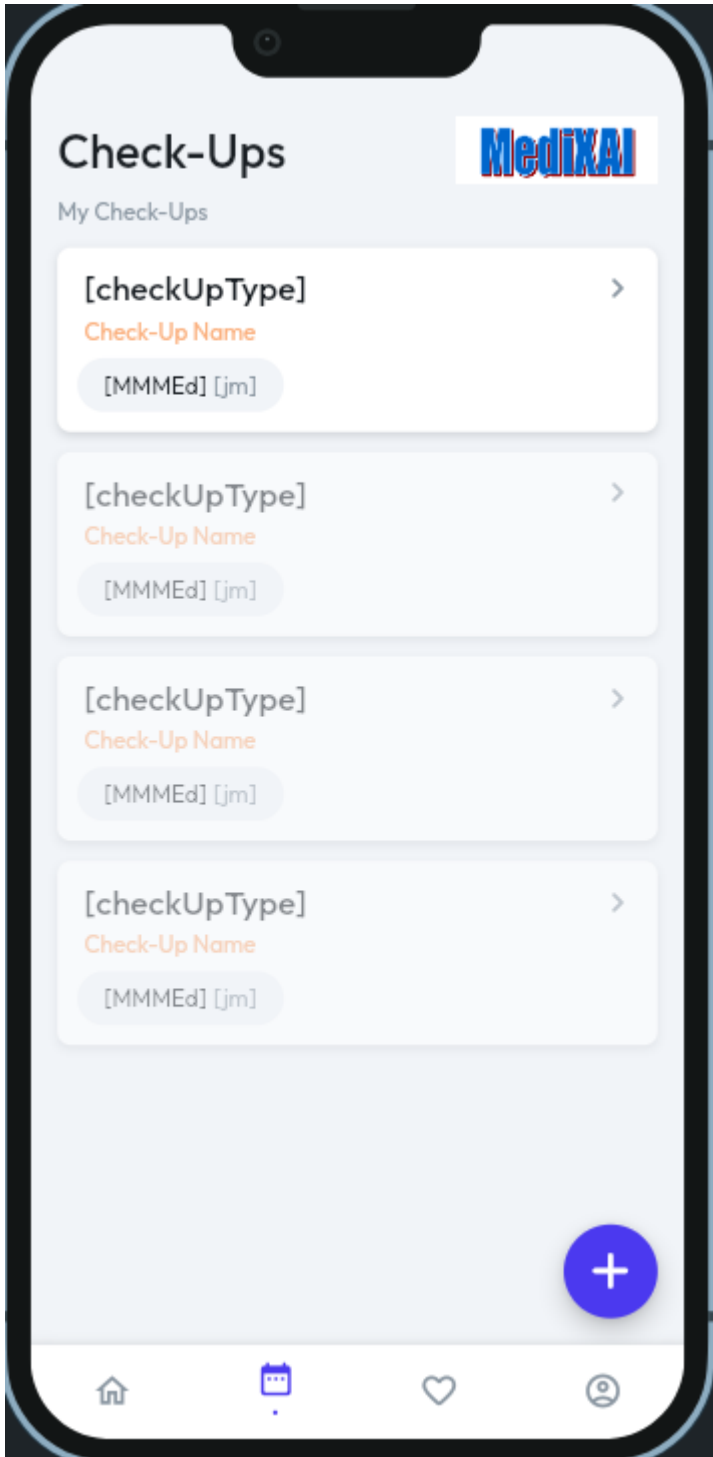 Check-Ups
MediXAI
My Check-Ups
[checkUpType]
Check-Up Name
[MMMEd] [jm]
[checkUpType]
Check-Up Name
[MMMEd] [jm]
[checkUpType]
Check-Up Name
[MMMEd] [jm]
[checkUpType]
Check-Up Name
[MMMEd] [jm]